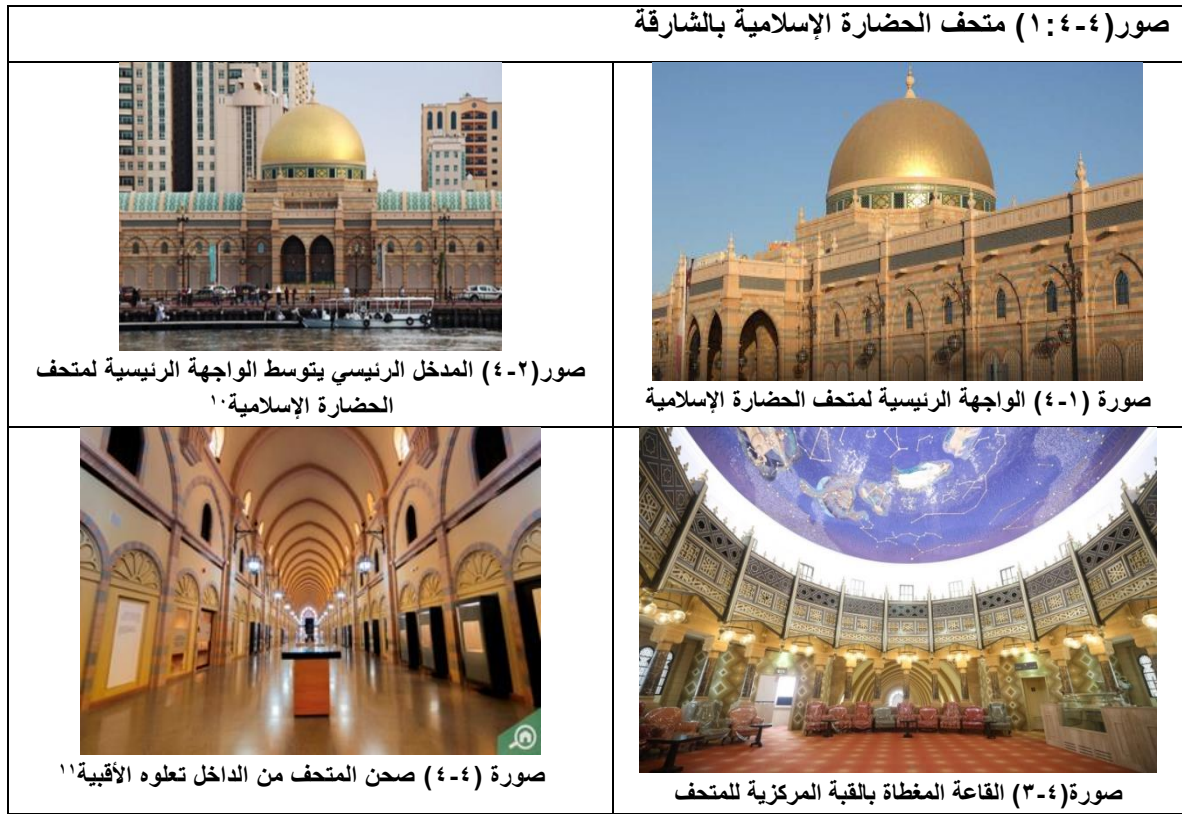 صور(٤-٤:١) متحف الحضارة الإسلامية بالشارقة
صورة (١-٤) الواجهة الرئيسية لمتحف الحضارة الإسلامية
صور(٢-٤) المدخل الرئيسي يتوسط الواجهة الرئيسية لمتحف
الحضارة الإسلامية١٠
صورة(٣-٤) القاعة المغطاة بالقبة المركزية للمتحف
صورة (٤-٤) صحن المتحف من الداخل تعلوه الأقبية١١